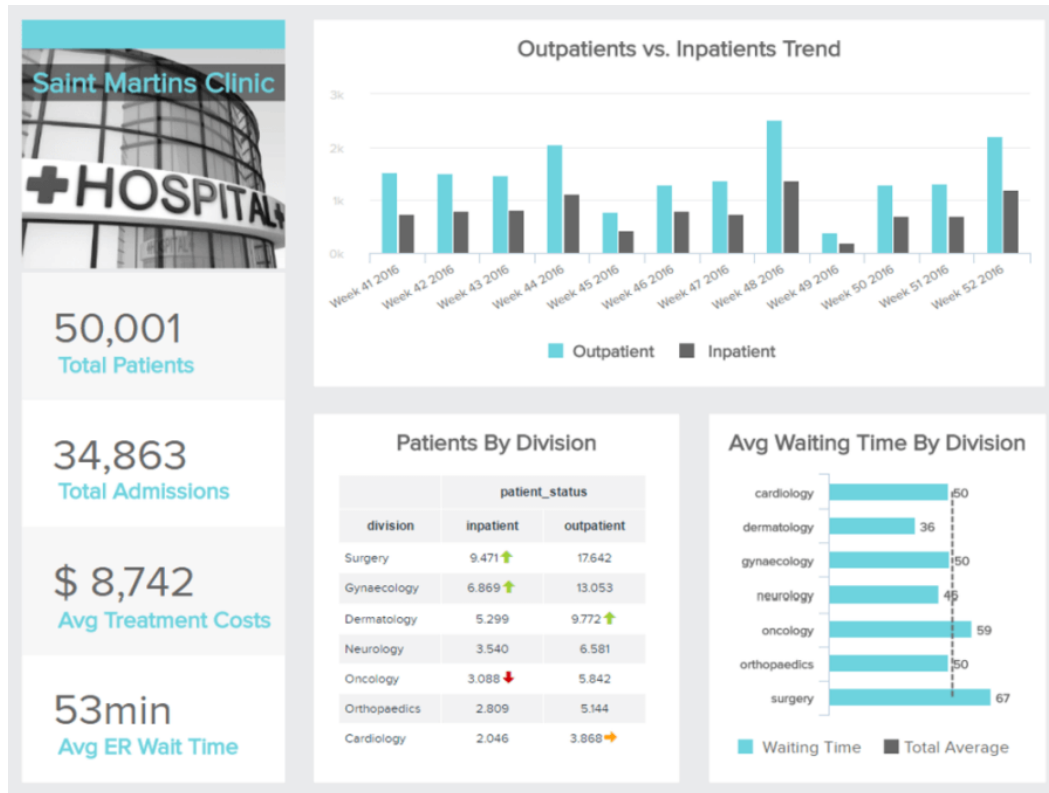 Saint Martins Clinic
HOSPITAL
50,001
Total Patients
34,863
Total Admissions
$ 8,742
Avg Treatment Costs
53min
Avg ER Wait Time
Outpatients vs. Inpatients Trend
3k
2k
1k
0k
Week 41 2016
Week 42 2016
Week 43 2016
Week 44 2016
Week 45 2016
Week 46 2016
Week 47 2016
Week 48 2016
Week 49 2016
Week 50 2016
Week 51 2016
Week 52 2016
Outpatient Inpatient
Patients By Division
patient_status
division inpatient outpatient
Surgery 9.471 17.642
Gynaecology 6.869 13.053
Dermatology 5.299 9.772
Neurology 3.540 6.581
Oncology 3.088 5.842
Orthopaedics 2.809 5.144
Cardiology 2.046 3.868
Avg Waiting Time By Division
cardiology 50
dermatology 36
gynaecology 50
neurology
oncology 59
orthopaedics 50
surgery 67
Waiting Time Total Average